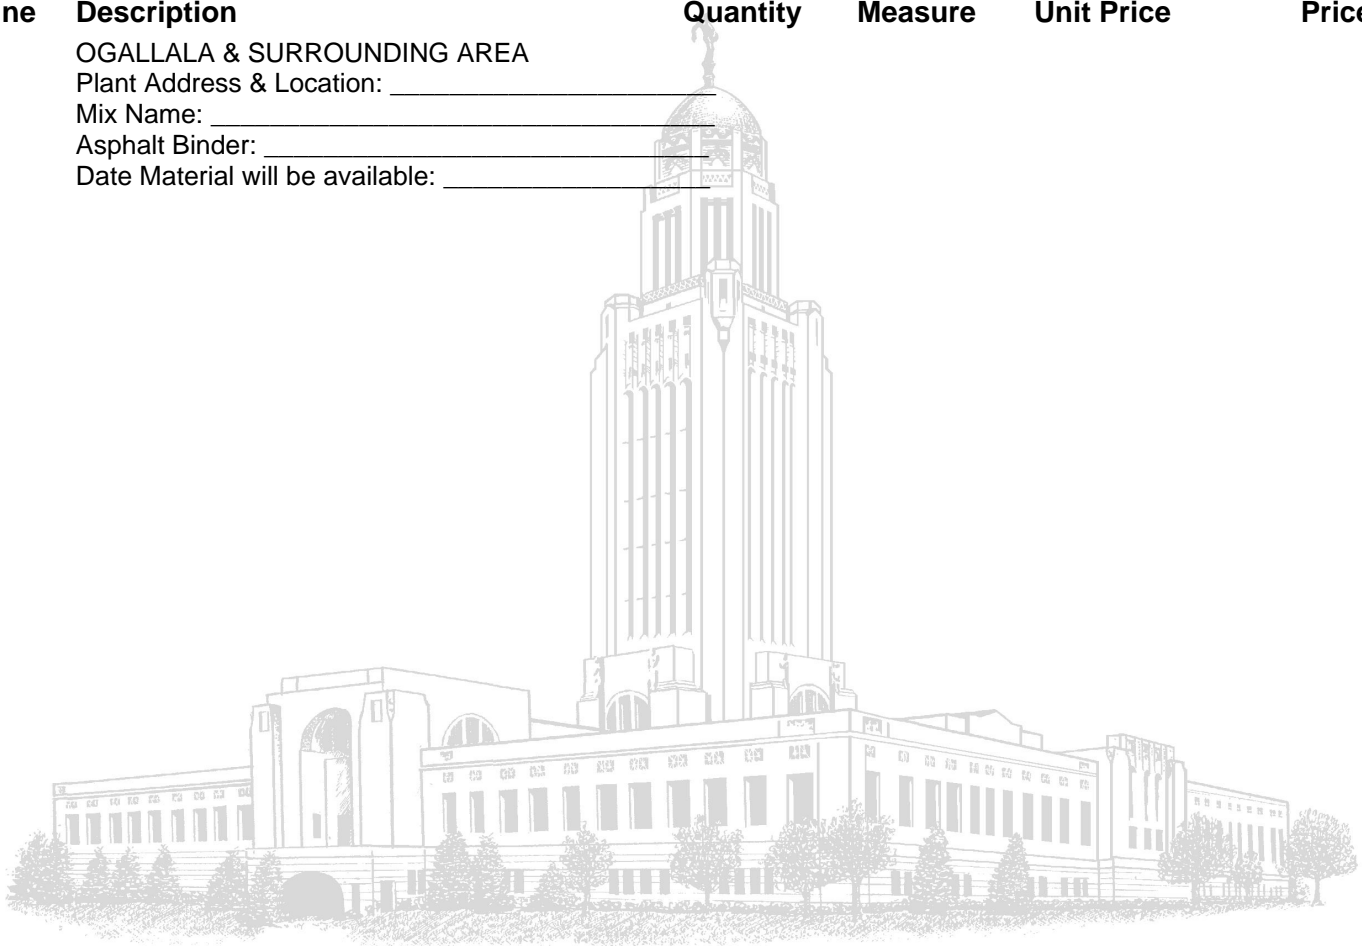 ne Description Quantity Measure Unit Price Price
OGALLALA & SURROUNDING AREA
Plant Address & Location: ______________________
Mix Name: __________________________________
Asphalt Binder: ______________________________
Date Material will be available: __________________